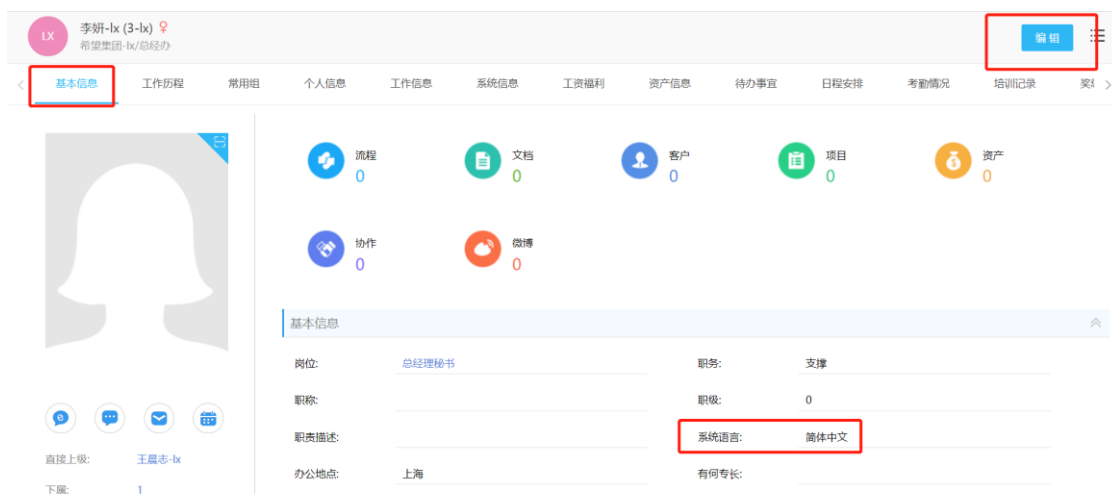 LX 李妍-lx (3-lx)
希望集团-lx/总经办
编辑
基本信息 工作历程 常用组 个人信息 工作信息 系统信息 工资福利 资产信息 待办事宜 日程安排 考勤情况 培训记录
流程 文档 客户 项目 资产
0 0 0 0 0
协作 微博
0 0
基本信息
岗位: 总经理秘书 职务: 支撑
职称: 职级: 0
职责描述: 系统语言: 简体中文
直接上级: 王晨志-lx
办公地点: 上海 有何专长:
下属: 1